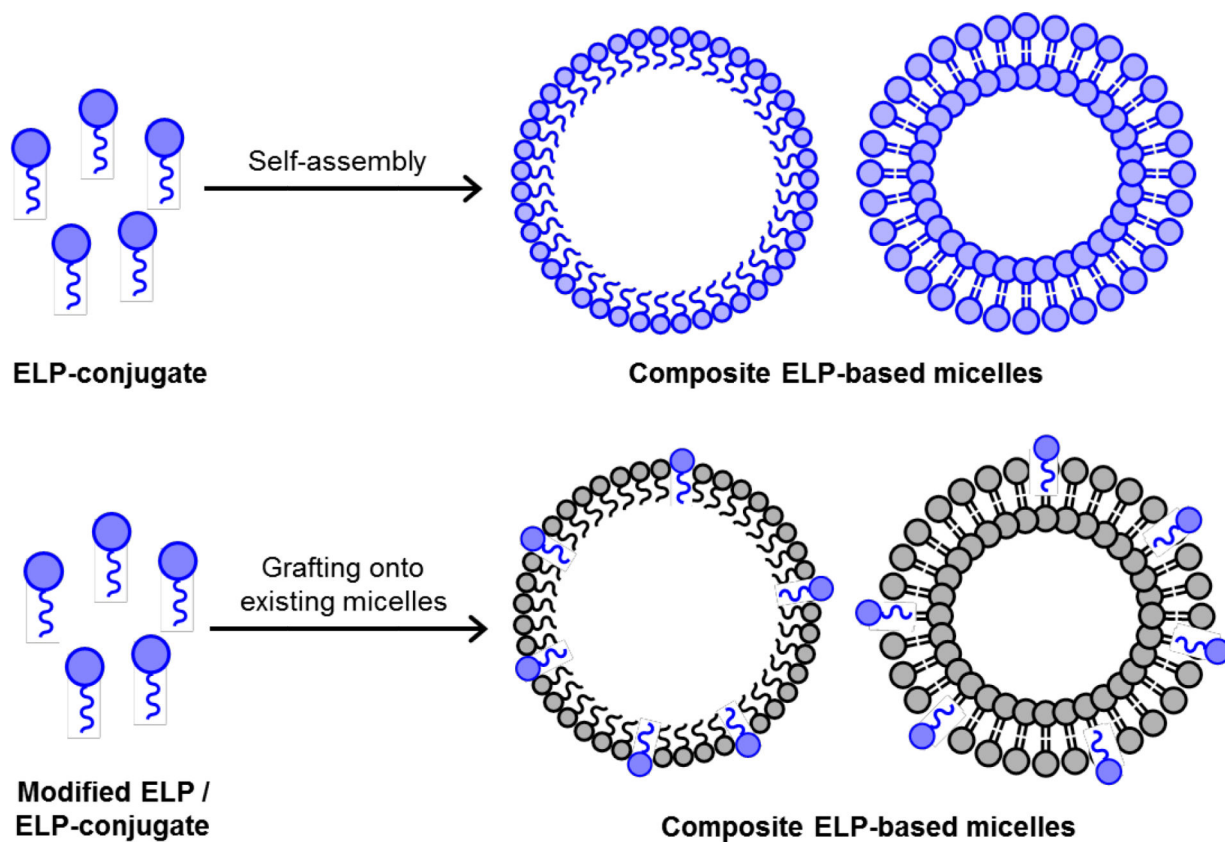 Self-assembly
ELP-conjugate
Composite ELP-based micelles
Grafting onto
existing micelles
Modified ELP /
ELP-conjugate
Composite ELP-based micelles